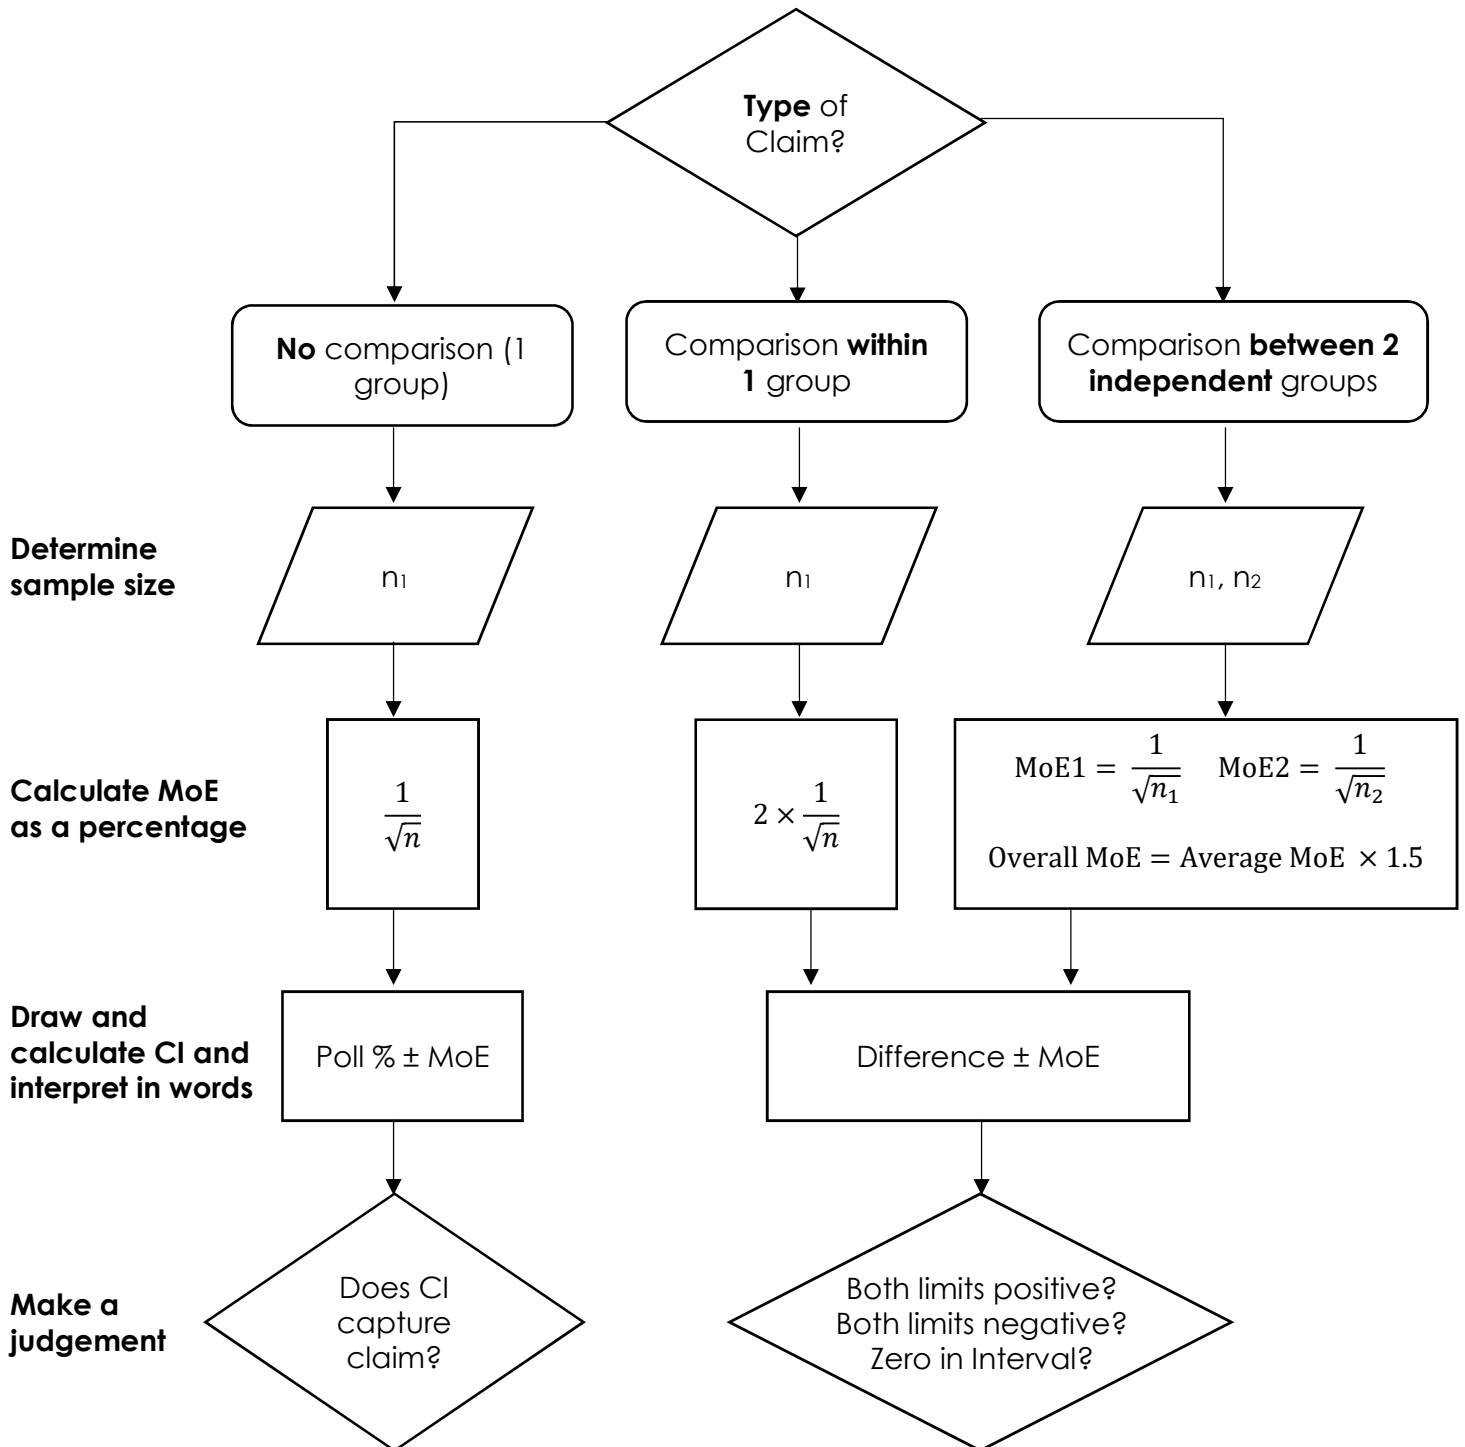 Type of
Claim?
No comparison (1
group)
Comparison within
1 group
Comparison between 2
independent groups
Determine
sample size
n₁
n₁
n₁, n₂
Calculate MoE
as a percentage
1/√n
2 × 1/√n
MoE1 = 1/√n₁ MoE2 = 1/√n₂
Overall MoE = Average MoE × 1.5
Draw and
calculate CI and
interpret in words
Poll % ± MoE
Difference ± MoE
Make a
judgement
Does CI
capture
claim?
Both limits positive?
Both limits negative?
Zero in Interval?